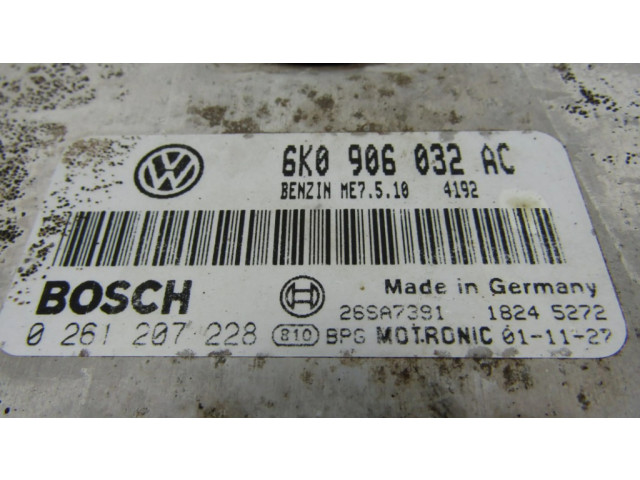 6K0 906 032 AC
BENZIN ME7.5.10 4192
BOSCH
Made in Germany
26SA7391 1824 5272
0 261 207 228 810 BPG MOTRONIC 01-11-27